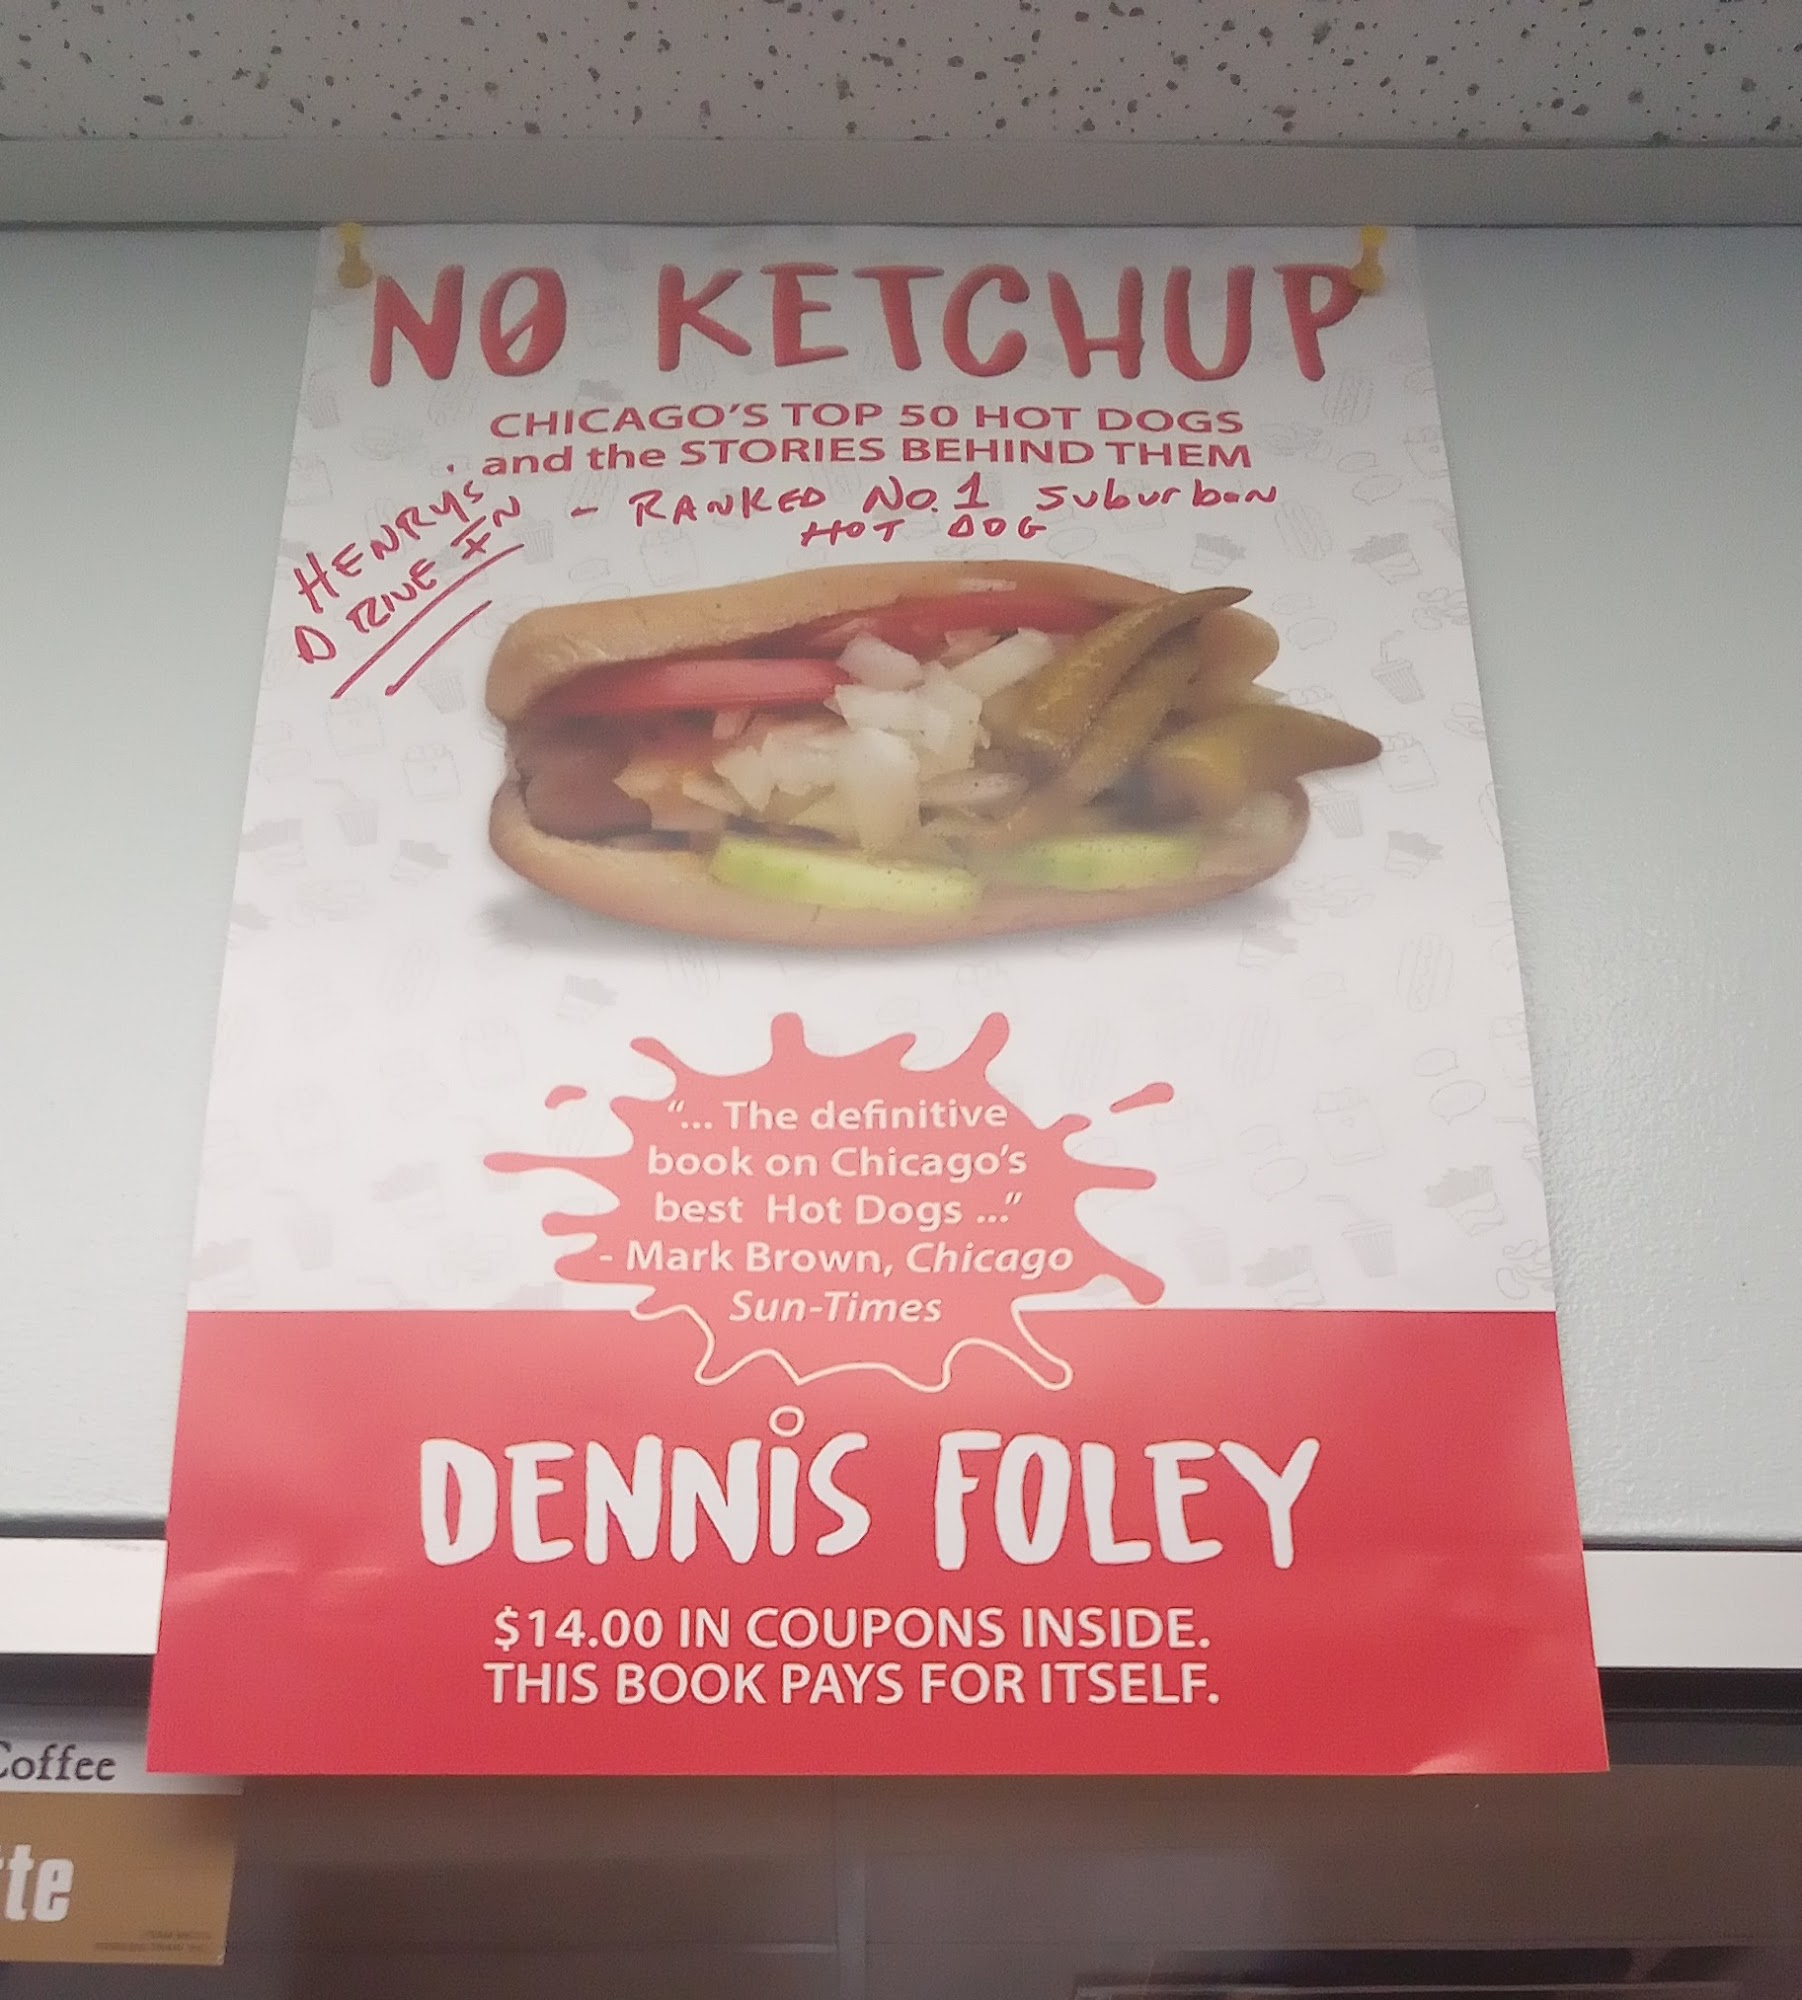 NO KETCHUP
CHICAGO'S TOP 50 HOT DOGS
and the STORIES BEHIND THEM
HENRYS
DRIVE IN
- RANKED No. 1 Suburban
HOT DOG
"... The definitive
book on Chicago's
best Hot Dogs ..."
- Mark Brown, Chicago
Sun-Times
DENNiS FOLEY
$14.00 IN COUPONS INSIDE.
THIS BOOK PAYS FOR ITSELF.
Coffee
tte